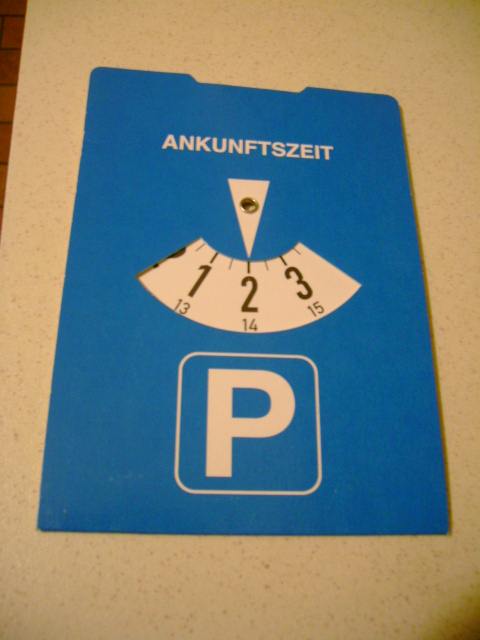 ANKUNFTSZEIT
1 2 3
13 14 15
P